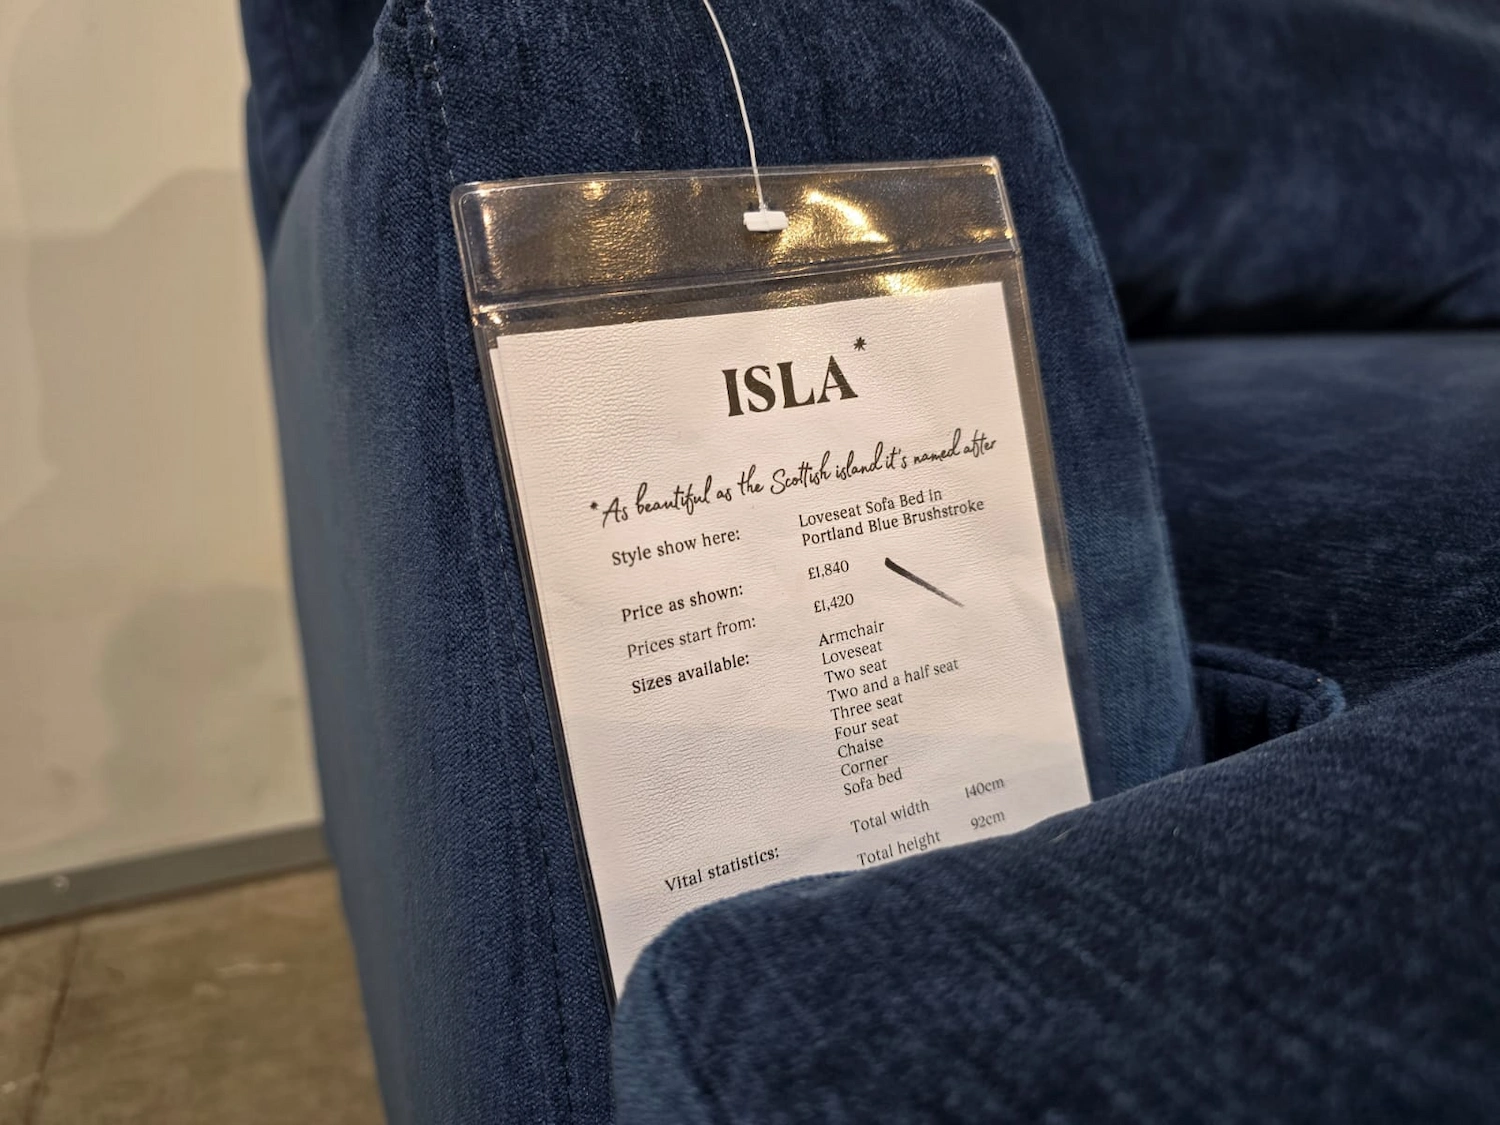 ISLA*
*As beautiful as the Scottish island it's named after
Style show here: Loveseat Sofa Bed in
Portland Blue Brushstroke
Price as shown: £1,840
Prices start from: £1,420
Sizes available: Armchair
Loveseat
Two seat
Two and a half seat
Three seat
Four seat
Chaise
Corner
Sofa bed
Vital statistics: Total width 140cm
Total height 92cm